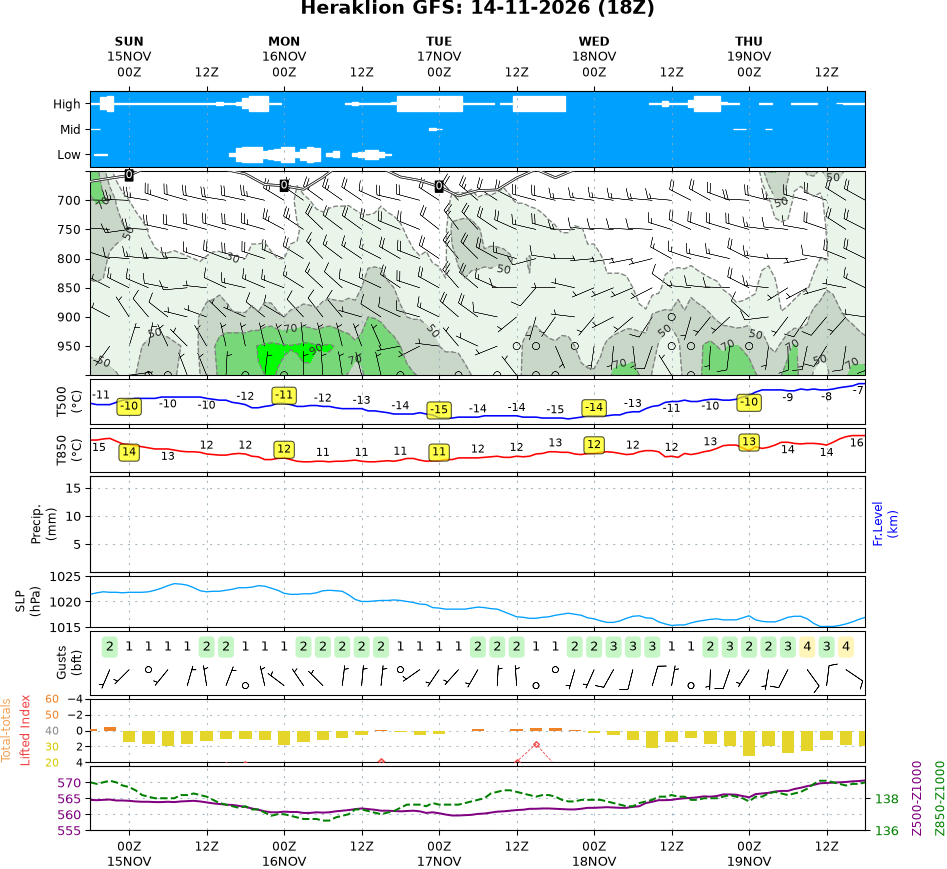 Heraklion GFS: 14-11-2026 (18Z)
SUN MON TUE WED THU
15NOV 16NOV 17NOV 18NOV 19NOV
00Z 12Z 00Z 12Z 00Z 12Z 00Z 12Z 00Z 12Z
High
Mid
Low
0 0 0
50
70
50
50
700
750
30
800
50
850
900
50 70 50 50 50
950
90 70 70 70 50
50 70
T500
(°C)
-11 -10 -10 -10 -12 -11 -12 -13 -14 -15 -14 -14 -15 -14 -13 -11 -10 -10 -9 -8 -7
T850
(°C)
15 14 13 12 12 12 11 11 11 11 12 12 13 12 12 12 13 13 14 14 16
Precip.
(mm)
15
10
5
Fr.Level
(km)
SLP
(hPa)
1025
1020
1015
Gusts
(bft)
2 1 1 1 1 2 2 1 1 1 2 2 2 2 2 1 1 1 1 2 2 2 1 1 2 2 3 3 3 1 1 2 3 2 2 3 4 3 4
Total-totals
Lifted Index
60 −4
50 −2
40 0
30 2
20 4
570
565
560
555
138
136
Z500-Z1000
Z850-Z1000
00Z 12Z 00Z 12Z 00Z 12Z 00Z 12Z 00Z 12Z
15NOV 16NOV 17NOV 18NOV 19NOV